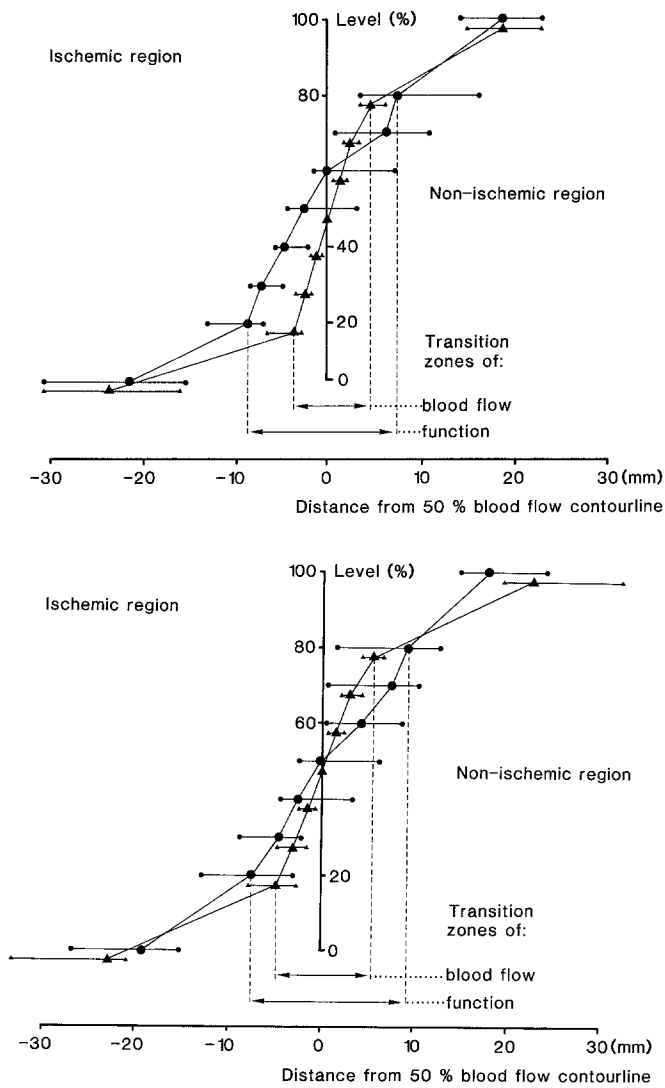 100 Level (%)
Ischemic region
80
Non-ischemic region
40
20
Transition
zones of:
0
blood flow
function
-30 -20 -10 0 10 20 30 (mm)
Distance from 50 % blood flow contourline
100 Level (%)
Ischemic region
80
60
Non-ischemic region
20
Transition
zones of:
0
blood flow
function
-30 -20 -10 0 10 20 30 (mm)
Distance from 50 % blood flow contourline